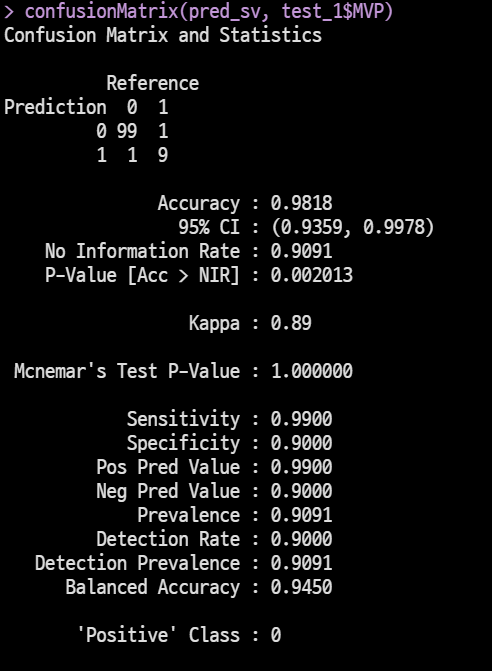 > confusionMatrix(pred_sv, test_1$MVP)
Confusion Matrix and Statistics
Reference
Prediction 0 1
0 99 1
1 1 9
Accuracy : 0.9818
95% CI : (0.9359, 0.9978)
No Information Rate : 0.9091
P-Value [Acc > NIR] : 0.002013
Kappa : 0.89
Mcnemar's Test P-Value : 1.000000
Sensitivity : 0.9900
Specificity : 0.9000
Pos Pred Value : 0.9900
Neg Pred Value : 0.9000
Prevalence : 0.9091
Detection Rate : 0.9000
Detection Prevalence : 0.9091
Balanced Accuracy : 0.9450
'Positive' Class : 0